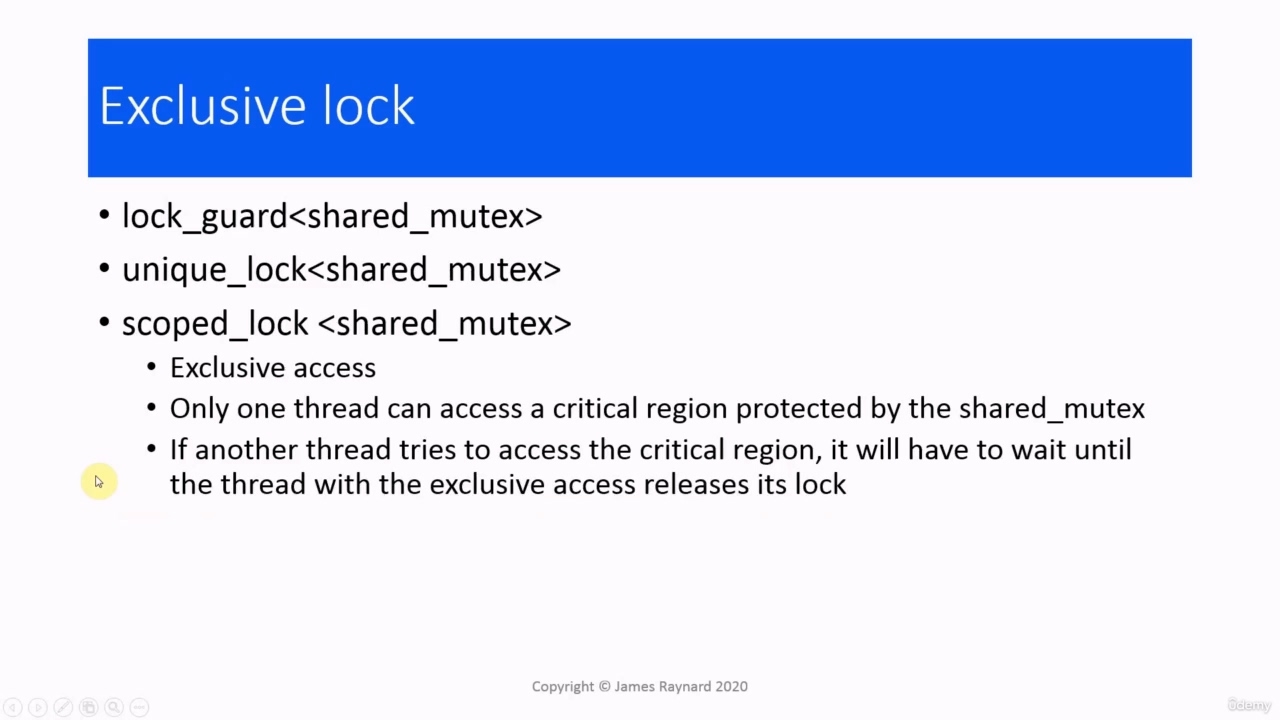 Exclusive lock
• lock_guard<shared_mutex>
• unique_lock<shared_mutex>
• scoped_lock <shared_mutex>
• Exclusive access
• Only one thread can access a critical region protected by the shared_mutex
• If another thread tries to access the critical region, it will have to wait until
the thread with the exclusive access releases its lock
Copyright © James Raynard 2020
ûdemy